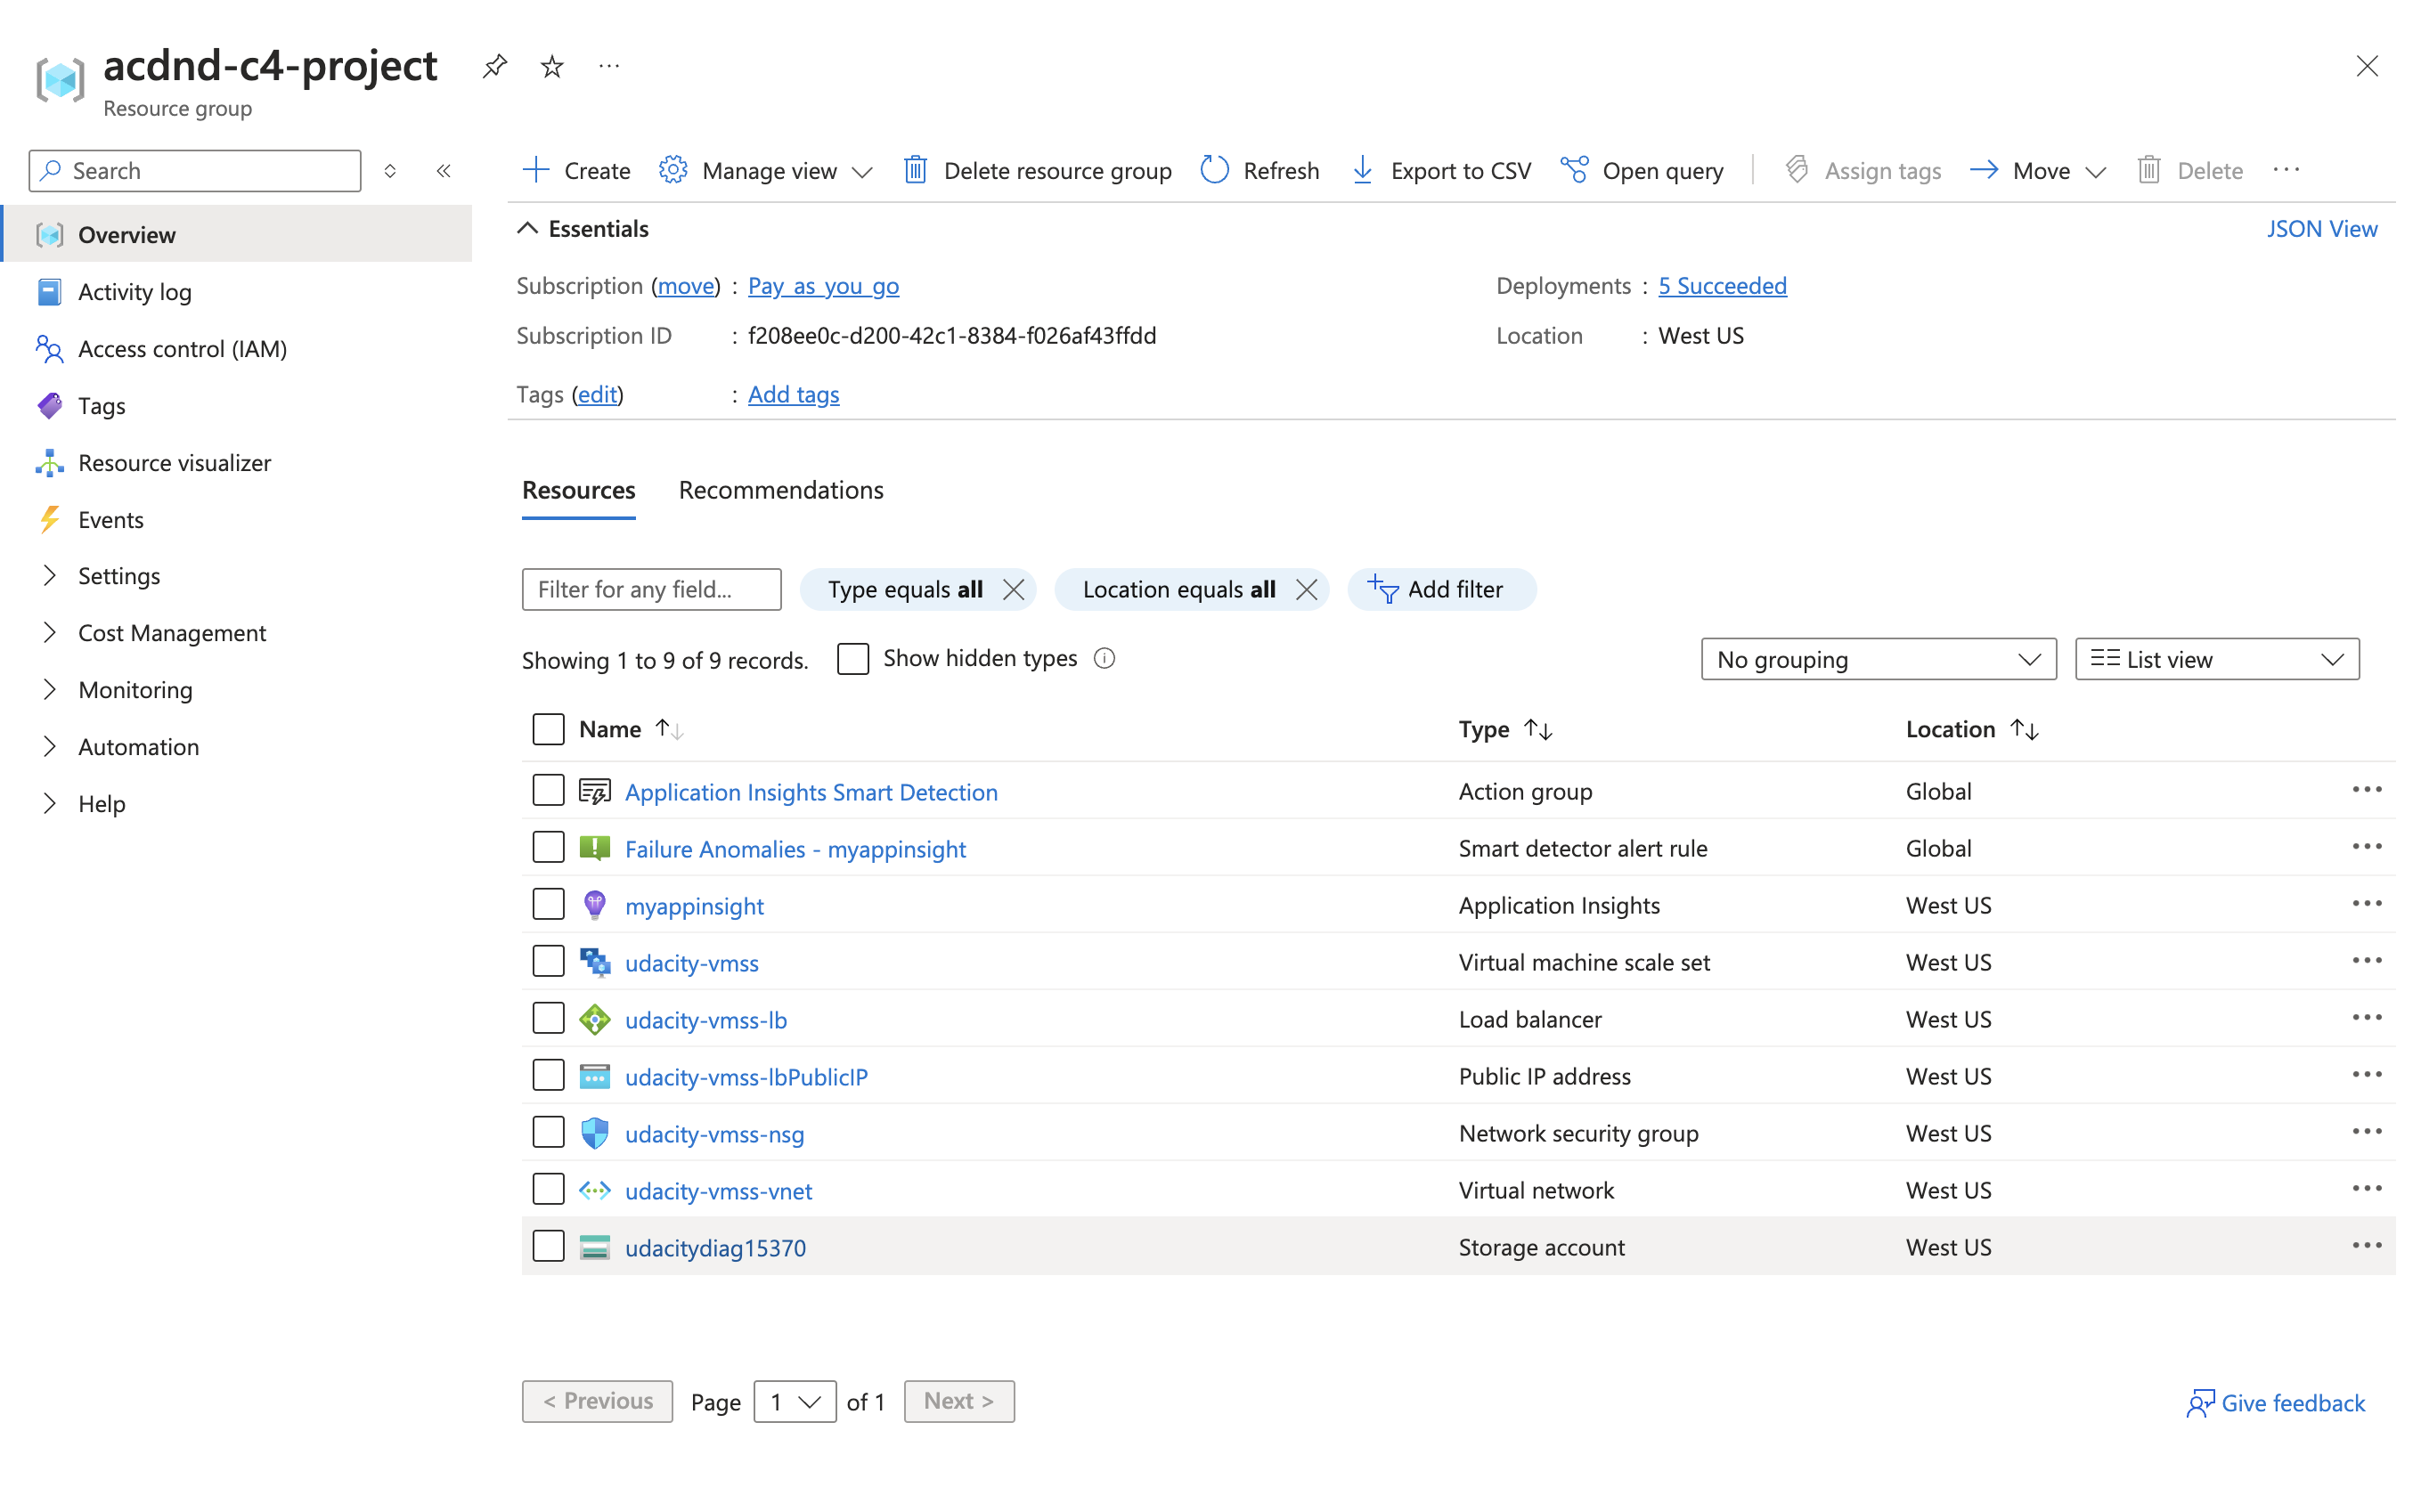 acdnd-c4-project
Resource group
Search
Create Manage view Delete resource group Refresh Export to CSV Open query Assign tags Move Delete
Overview
Activity log
Access control (IAM)
Tags
Resource visualizer
Events
Settings
Cost Management
Monitoring
Automation
Help
Essentials JSON View
Subscription (move) : Pay_as_you_go Deployments : 5 Succeeded
Subscription ID : f208ee0c-d200-42c1-8384-f026af43ffdd Location : West US
Tags (edit) : Add tags
Resources Recommendations
Filter for any field... Type equals all Location equals all Add filter
Showing 1 to 9 of 9 records. Show hidden types No grouping List view
Name Type Location
Application Insights Smart Detection Action group Global
Failure Anomalies - myappinsight Smart detector alert rule Global
myappinsight Application Insights West US
udacity-vmss Virtual machine scale set West US
udacity-vmss-lb Load balancer West US
udacity-vmss-lbPublicIP Public IP address West US
udacity-vmss-nsg Network security group West US
udacity-vmss-vnet Virtual network West US
udacitydiag15370 Storage account West US
< Previous Page 1 of 1 Next > Give feedback